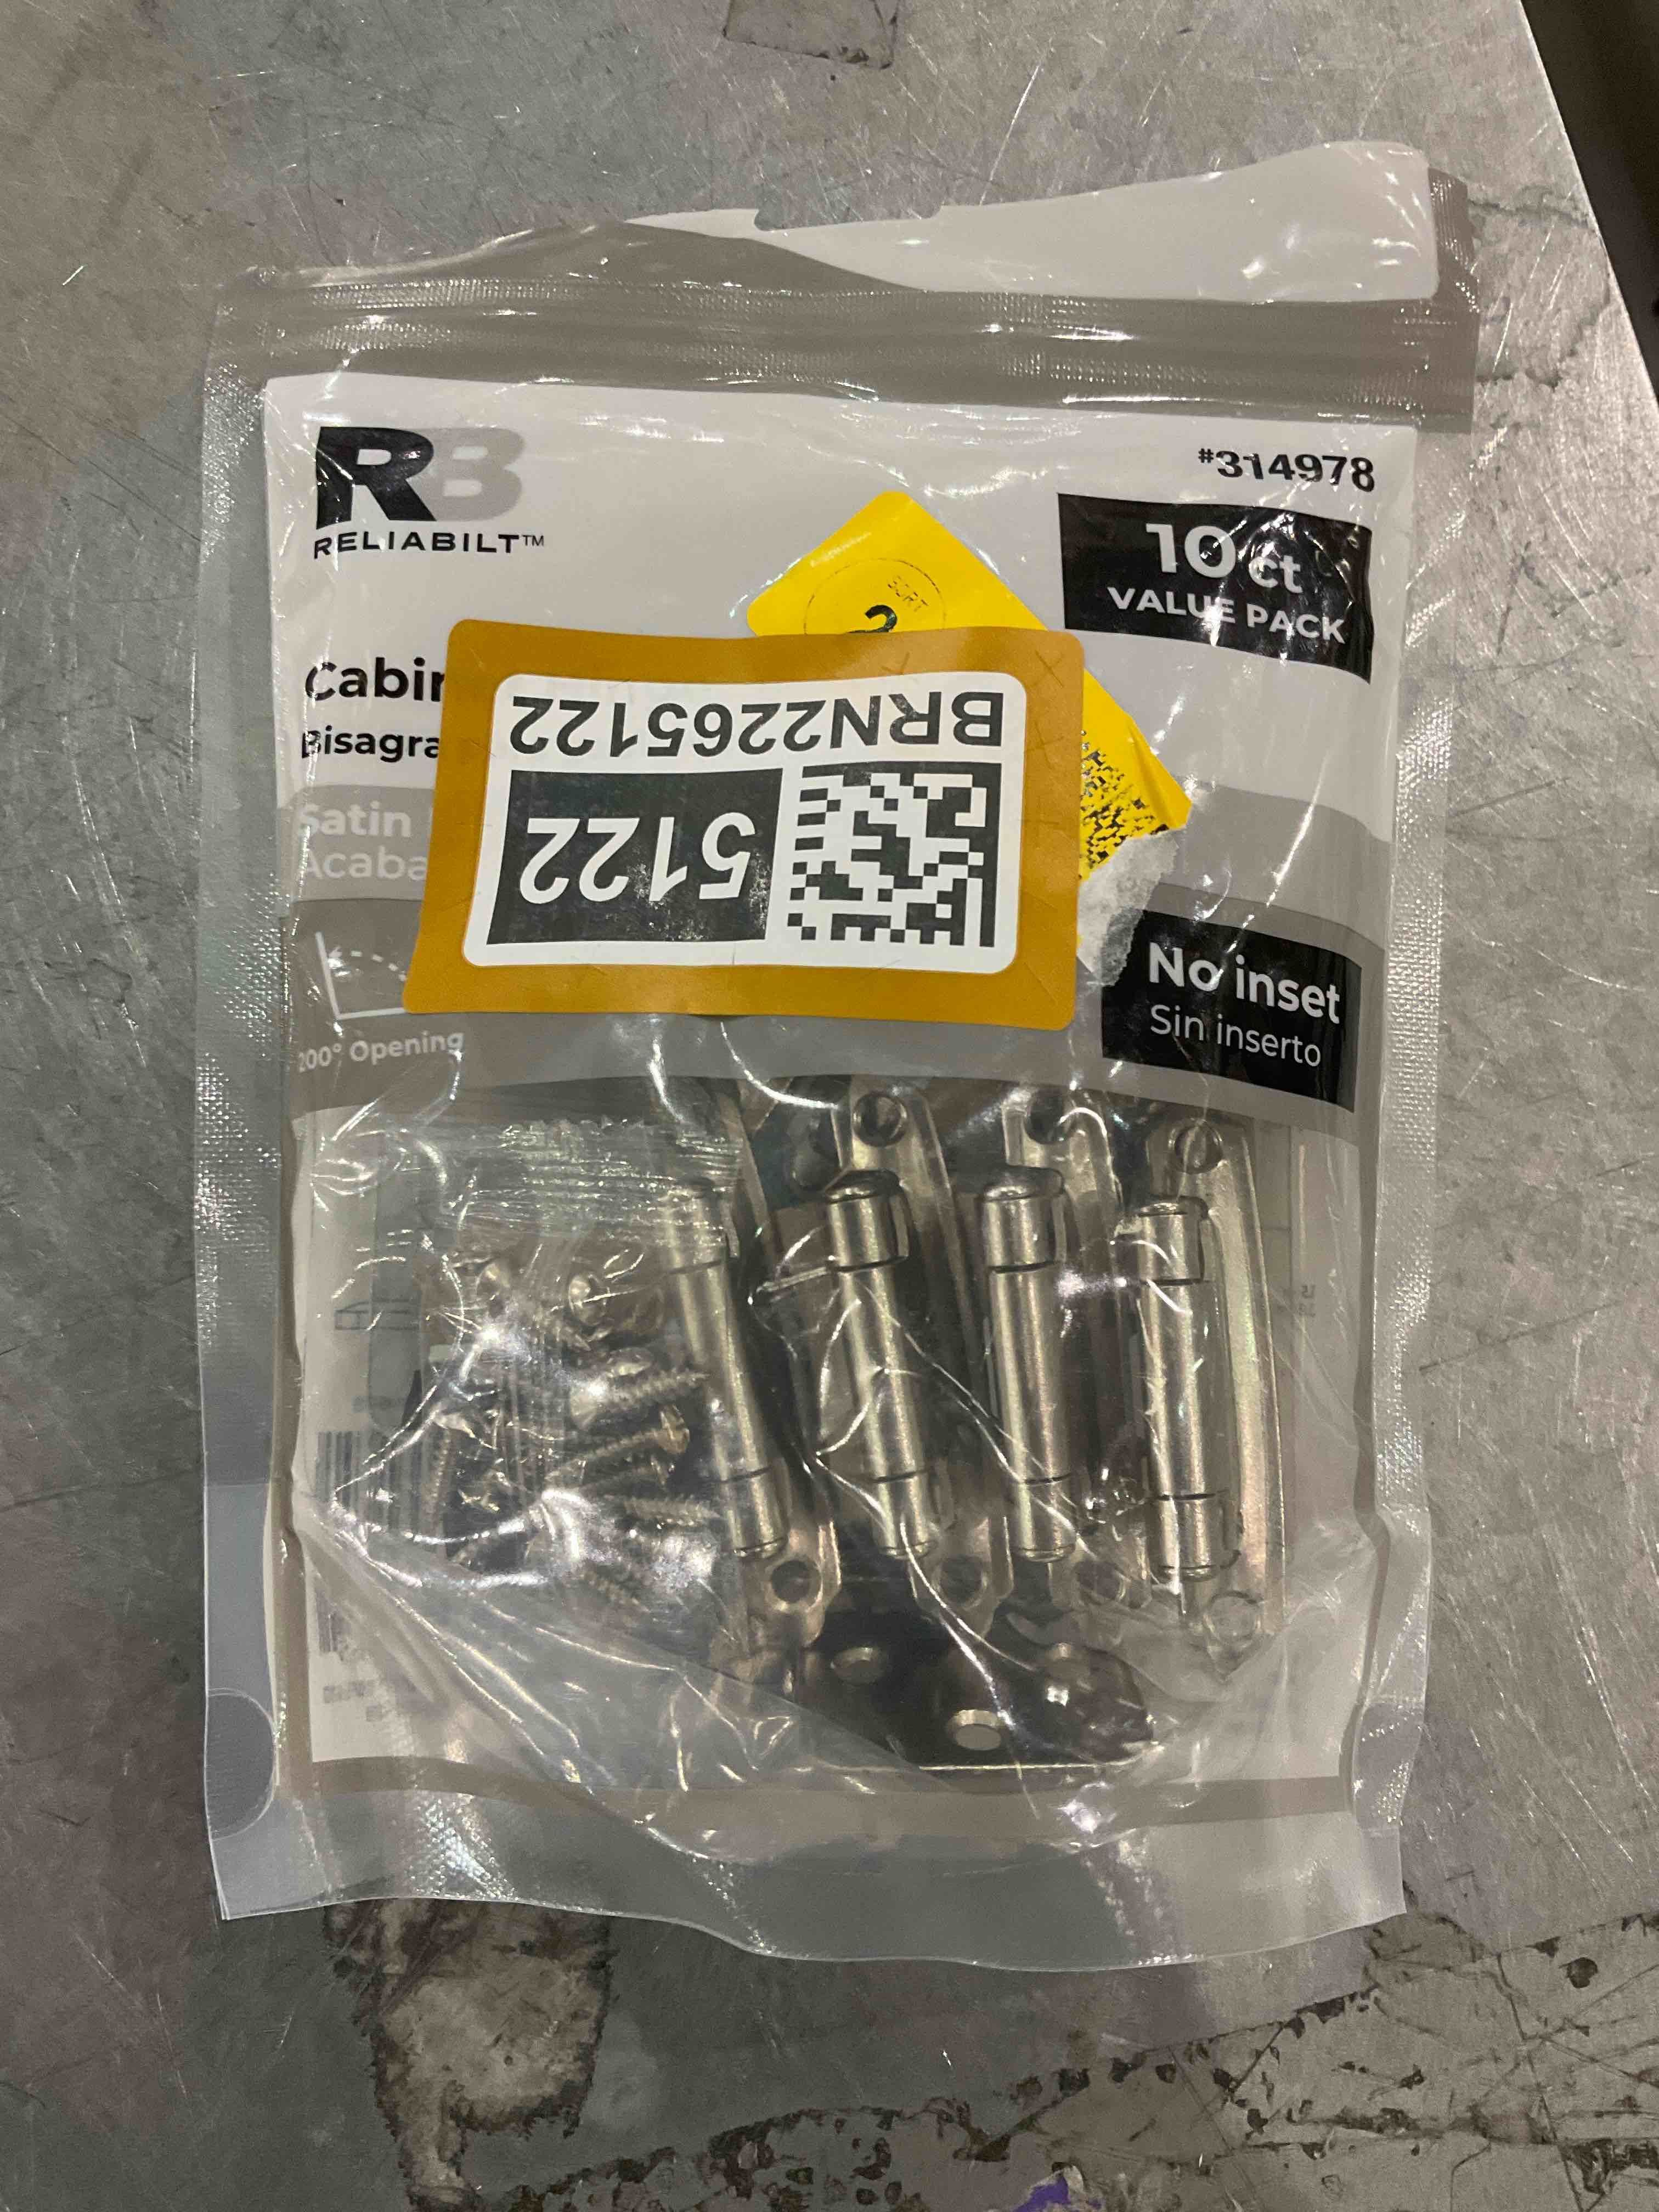 RB
RELIABILT™
#314978
10 ct
VALUE PACK
SORT
Cabin
Bisagra
BRN2265122
5122
Satin
Acaba
No inset
Sin inserto
200° Opening